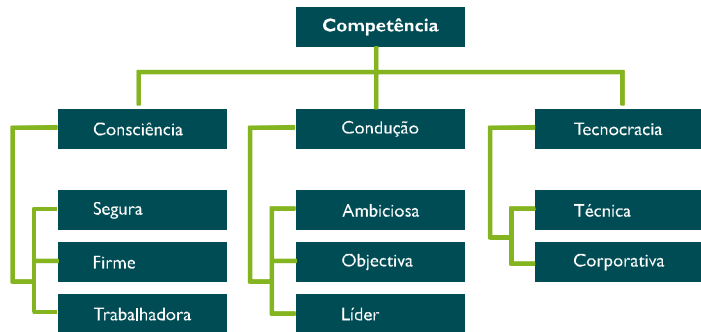 Competência
Consciência
Condução
Tecnocracia
Segura
Ambiciosa
Técnica
Firme
Objectiva
Corporativa
Trabalhadora
Líder